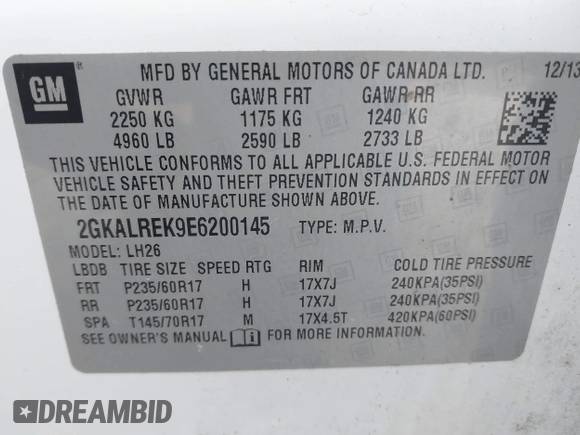 GM
®
MFD BY GENERAL MOTORS OF CANADA LTD. 12/13
GVWR GAWR FRT GAWR RR
2250 KG 1175 KG 1240 KG
4960 LB 2590 LB 2733 LB
THIS VEHICLE CONFORMS TO ALL APPLICABLE U.S. FEDERAL MOTOR
VEHICLE SAFETY AND THEFT PREVENTION STANDARDS IN EFFECT ON
THE DATE OF MANUFACTURE SHOWN ABOVE.
2GKALREK9E6200145 TYPE: M.P.V.
MODEL: LH26
LBDB TIRE SIZE SPEED RTG RIM COLD TIRE PRESSURE
FRT P235/60R17 H 17X7J 240KPA(35PSI)
RR P235/60R17 H 17X7J 240KPA(35PSI)
SPA T145/70R17 M 17X4.5T 420KPA(60PSI)
SEE OWNER'S MANUAL i FOR MORE INFORMATION.
DREAMBID